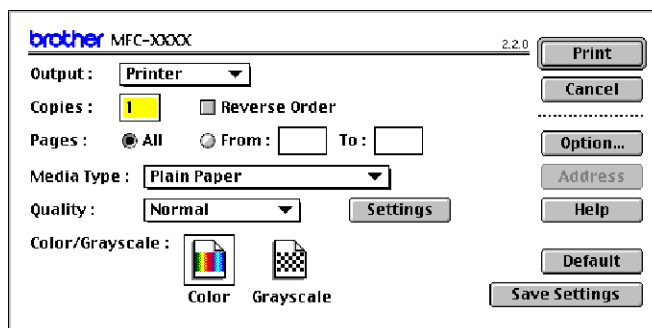 brother MFC-XXXX 2.2.0 Print
Output : Printer
Cancel
Copies : 1 Reverse Order
Pages : All From : To :
Option...
Media Type : Plain Paper
Address
Quality : Normal Settings
Help
Color/Grayscale :
Default
Color Grayscale
Save Settings